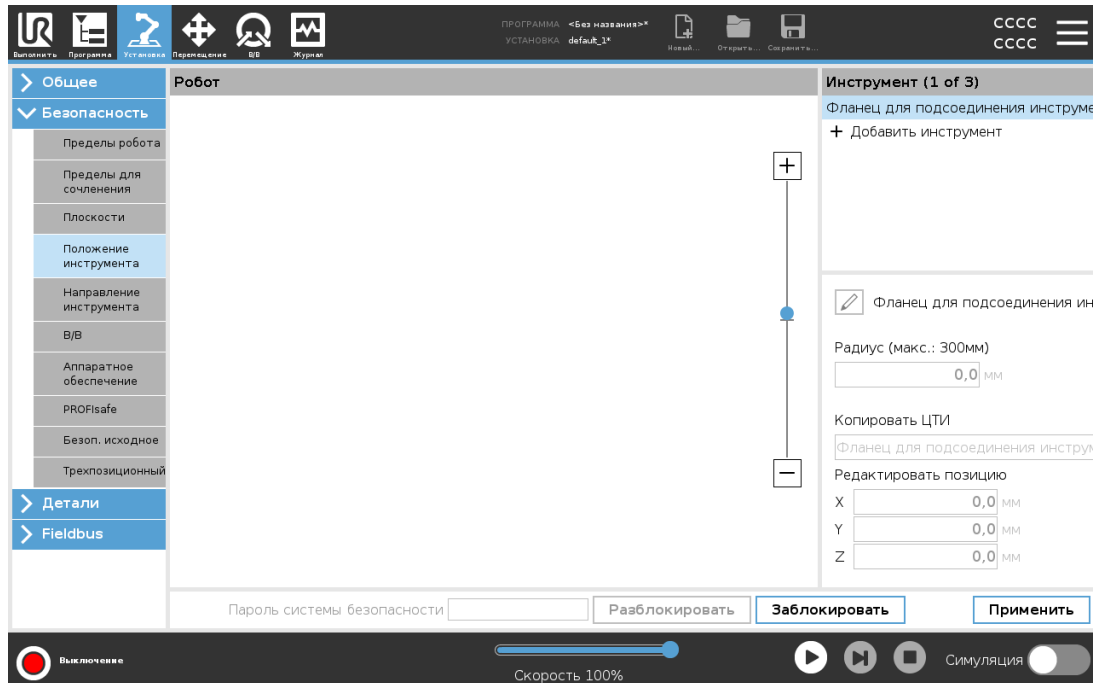 Выполнить
Программа
Установка
Перемещение
В/В
Журнал
ПРОГРАММА <Без названия>*
УСТАНОВКА default_1*
Новый...
Открыть...
Сохранить...
CCCC
CCCC
Общее
Безопасность
Пределы робота
Пределы для
сочленения
Плоскости
Положение
инструмента
Направление
инструмента
В/В
Аппаратное
обеспечение
PROFIsafe
Безоп. исходное
Трехпозиционный
Детали
Fieldbus
Робот
+
−
Инструмент (1 of 3)
Фланец для подсоединения инструме
+ Добавить инструмент
Фланец для подсоединения ин
Радиус (макс.: 300мм)
0,0 мм
Копировать ЦТИ
Фланец для подсоединения инструм
Редактировать позицию
X 0,0 мм
Y 0,0 мм
Z 0,0 мм
Пароль системы безопасности
Разблокировать
Заблокировать
Применить
Выключение
Скорость 100%
Симуляция